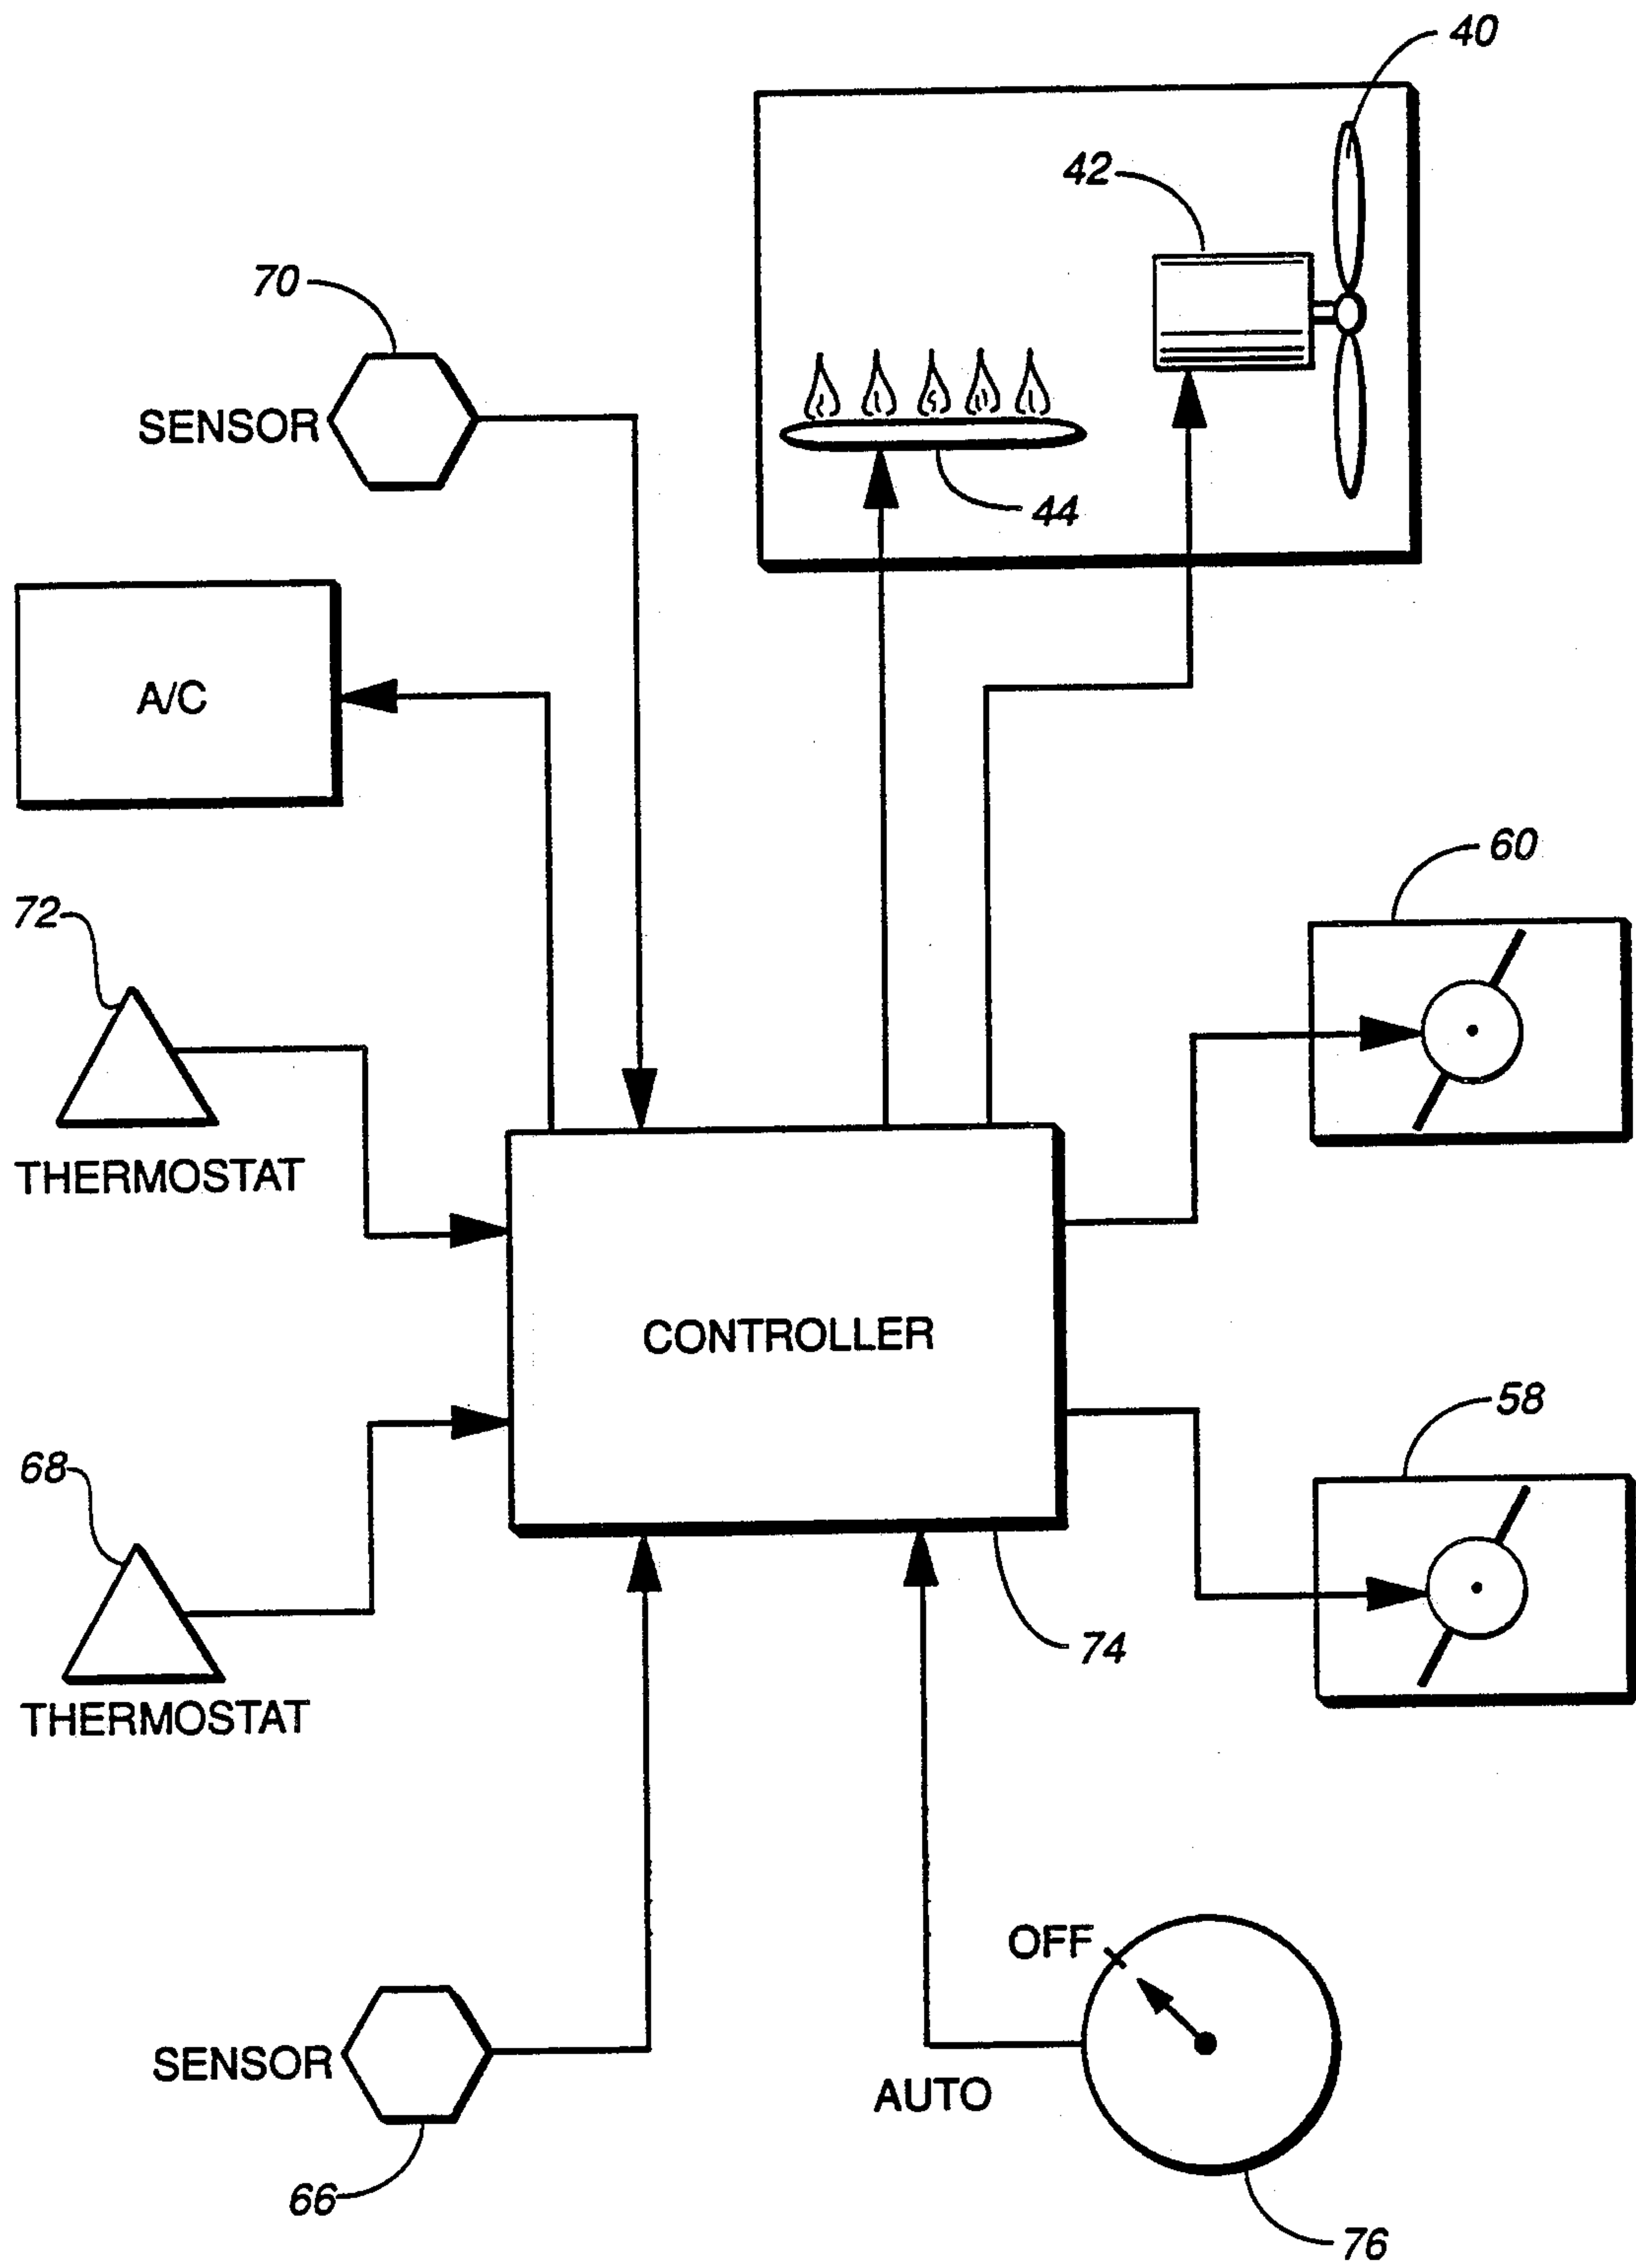 40
42
70
SENSOR
44
A/C
60
72
THERMOSTAT
CONTROLLER
58
68
74
THERMOSTAT
OFF
SENSOR
AUTO
66
76